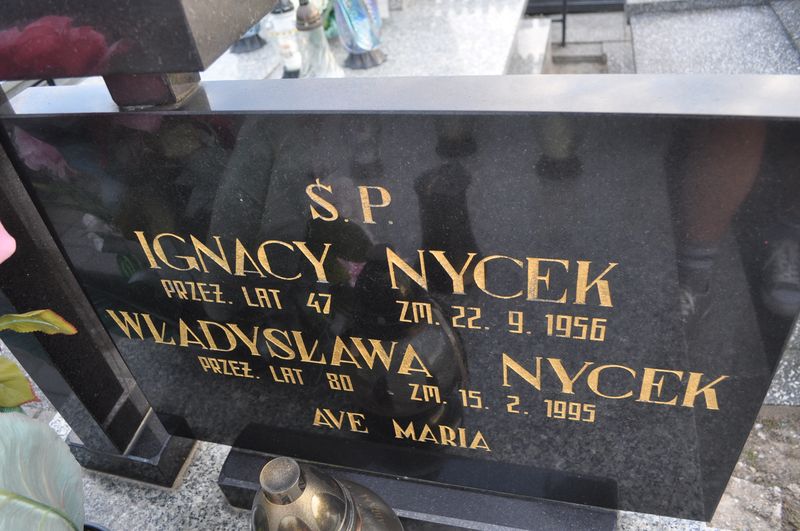 Ś.P.
IGNACY NYCEK
PRZEŻ. LAT 47 ZM. 22. 9. 1956
WŁADYSŁAWA NYCEK
PRZEŻ. LAT 80 ZM. 15. 2. 1995
AVE MARIA